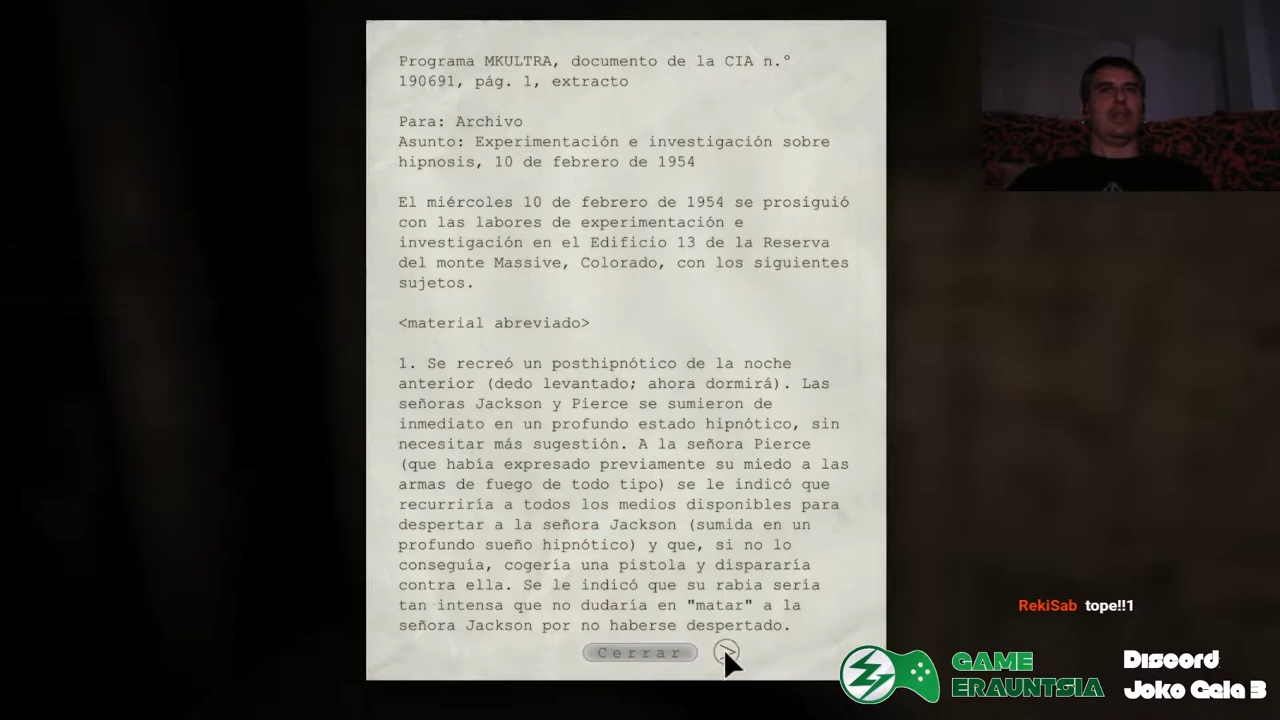 Programa MKULTRA, documento de la CIA n.º
190691, pág. 1, extracto
Para: Archivo
Asunto: Experimentación e investigación sobre
hipnosis, 10 de febrero de 1954
El miércoles 10 de febrero de 1954 se prosiguió
con las labores de experimentación e
investigación en el Edificio 13 de la Reserva
del monte Massive, Colorado, con los siguientes
sujetos.
<material abreviado>
1. Se recreó un posthipnótico de la noche
anterior (dedo levantado; ahora dormirá). Las
señoras Jackson y Pierce se sumieron de
inmediato en un profundo estado hipnótico, sin
necesitar más sugestión. A la señora Pierce
(que había expresado previamente su miedo a las
armas de fuego de todo tipo) se le indicó que
recurriría a todos los medios disponibles para
despertar a la señora Jackson (sumida en un
profundo sueño hipnótico) y que, si no lo
conseguía, cogería una pistola y dispararía
contra ella. Se le indicó que su rabia sería
tan intensa que no dudaría en "matar" a la
señora Jackson por no haberse despertado.
Cerrar
RekiSab tope!!1
GAME
ERAUNTSIA
Discord
Joko Gela 3